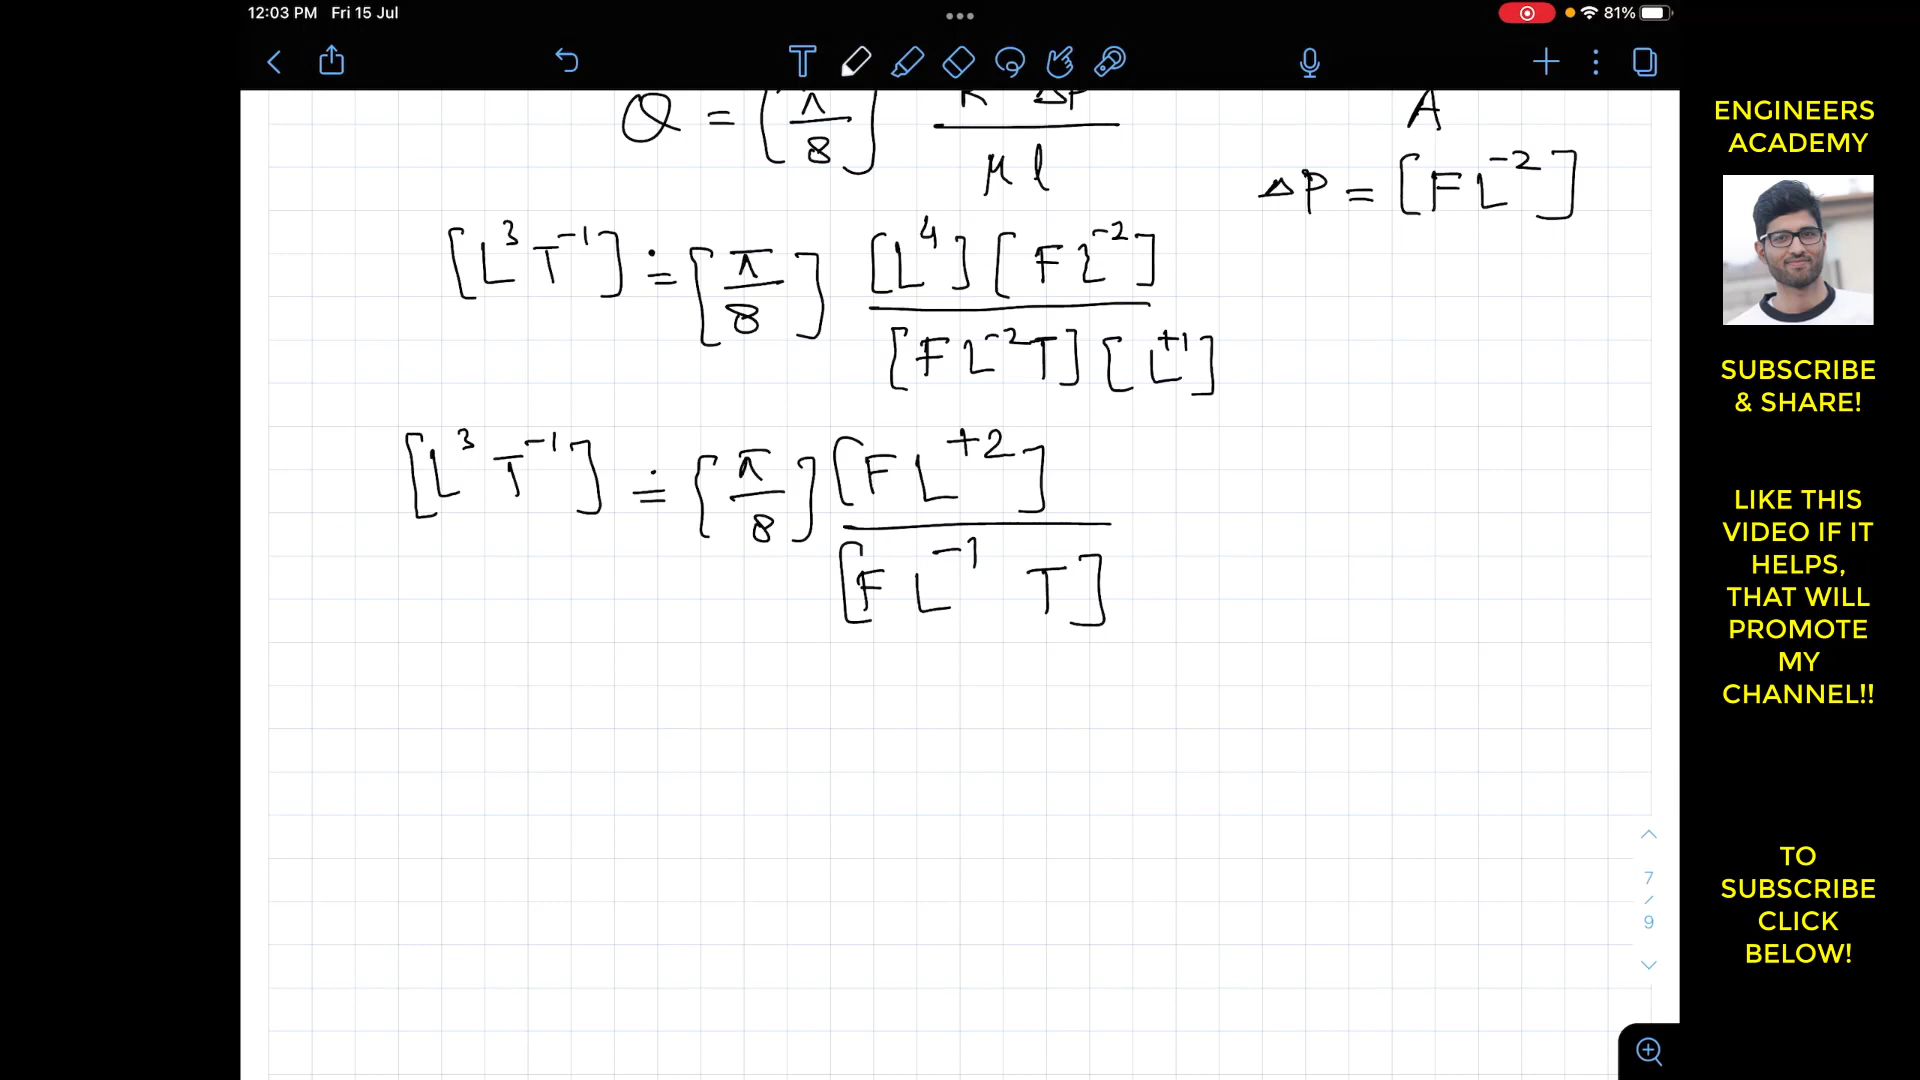 12:03 PM Fri 15 Jul
81%
Q = [π/8] ΔP / μ l
A
ΔP = [F L⁻²]
[L³ T⁻¹] ≐ [π/8] [L⁴] [F L⁻²] / [F L⁻² T] [L⁺¹]
[L³ T⁻¹] ≐ [π/8] [F L⁺²] / [F L⁻¹ T]
7
/
9
ENGINEERS
ACADEMY
SUBSCRIBE
& SHARE!
LIKE THIS
VIDEO IF IT
HELPS,
THAT WILL
PROMOTE
MY
CHANNEL!!
TO
SUBSCRIBE
CLICK
BELOW!